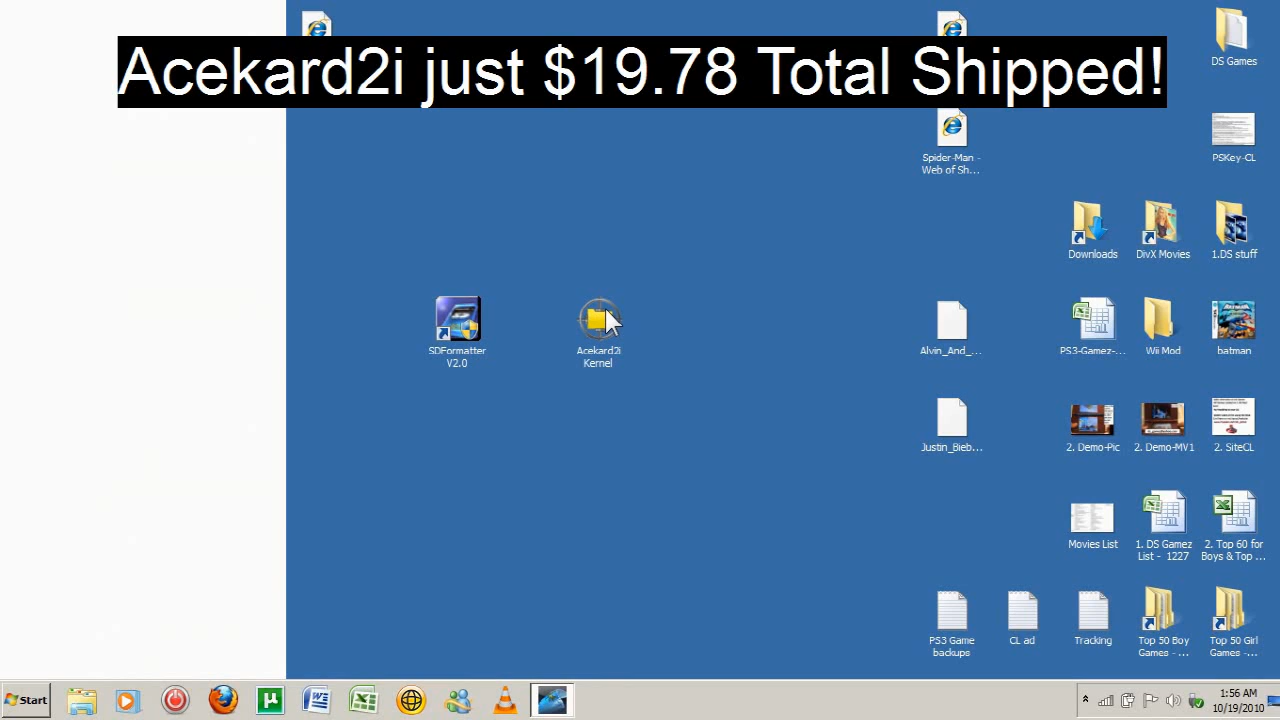 Acekard2i just $19.78 Total Shipped!
DS Games
Spider-Man -
Web of Sh...
PSKey-CL
Downloads
DivX Movies
1.DS stuff
SDFormatter
V2.0
Acekard2i
Kernel
Alvin_And_...
PS3-Gamez-...
Wii Mod
batman
Justin_Bieb...
2. Demo-Pic
2. Demo-MV1
2. SiteCL
Movies List
1. DS Gamez
List - 1227
2. Top 60 for
Boys & Top ...
PS3 Game
backups
CL ad
Tracking
Top 50 Boy
Games - ...
Top 50 Girl
Games -...
Start
1:56 AM
10/19/2010